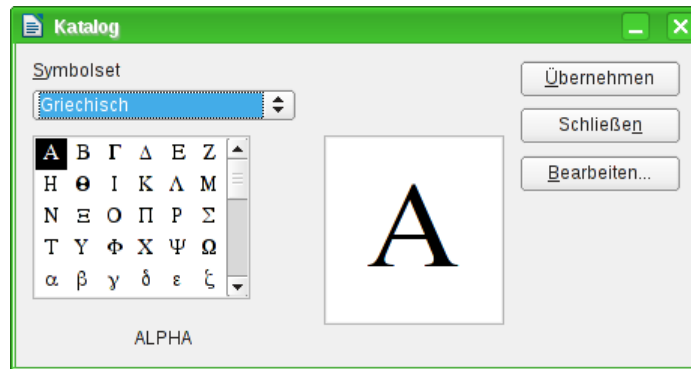 Katalog
Symbolset
Griechisch
Α Β Γ Δ Ε Ζ
Η Θ Ι Κ Λ Μ
Ν Ξ Ο Π Ρ Σ
Τ Υ Φ Χ Ψ Ω
α β γ δ ε ζ
ALPHA
Α
Übernehmen
Schließen
Bearbeiten...